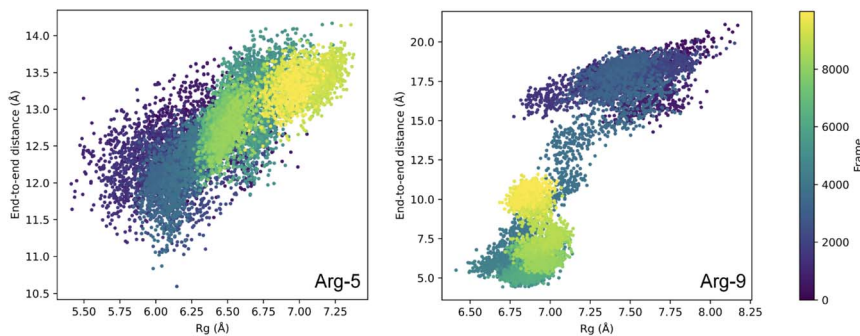 14.0
13.5
13.0
12.5
12.0
11.5
11.0
10.5
End-to-end distance (Å)
5.50 5.75 6.00 6.25 6.50 6.75 7.00 7.25
Rg (Å)
Arg-5
20.0
17.5
15.0
12.5
10.0
7.5
5.0
End-to-end distance (Å)
6.50 6.75 7.00 7.25 7.50 7.75 8.00 8.25
Rg (Å)
Arg-9
8000
6000
4000
2000
0
Frame